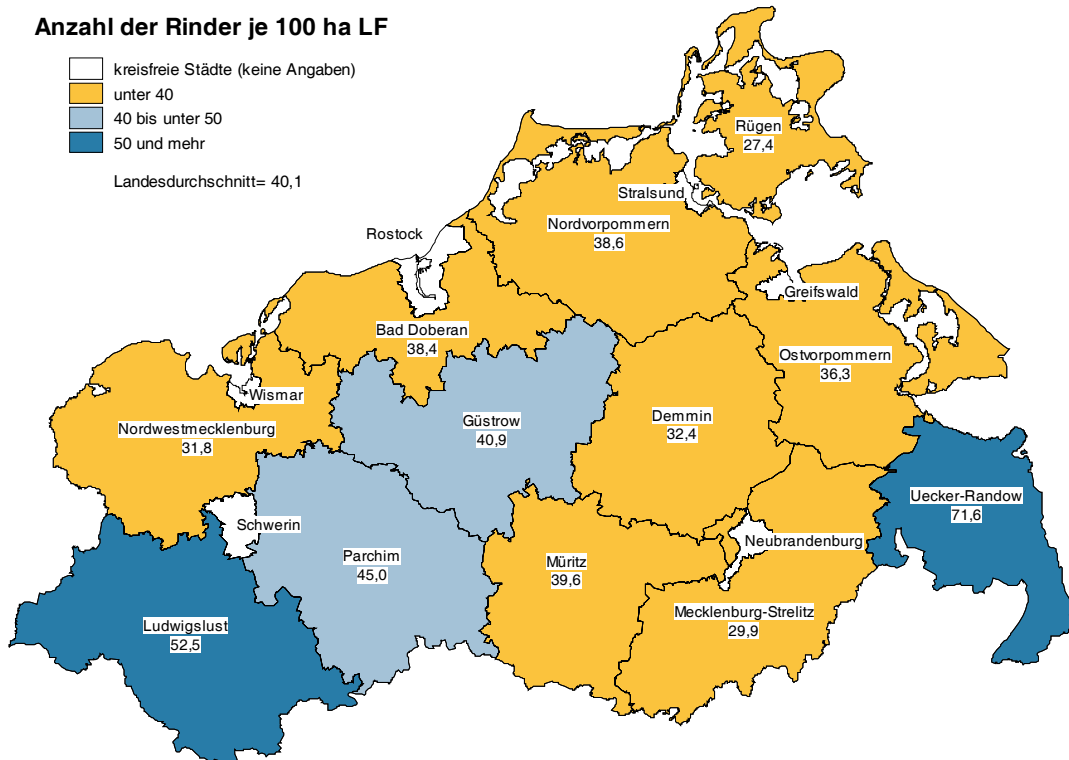 Anzahl der Rinder je 100 ha LF
kreisfreie Städte (keine Angaben)
unter 40
40 bis unter 50
50 und mehr
Landesdurchschnitt= 40,1
Rügen
27,4
Stralsund
Nordvorpommern
38,6
Rostock
Greifswald
Bad Doberan
38,4
Ostvorpommern
36,3
Wismar
Güstrow
40,9
Demmin
32,4
Nordwestmecklenburg
31,8
Uecker-Randow
71,6
Schwerin
Neubrandenburg
Parchim
45,0
Müritz
39,6
Mecklenburg-Strelitz
29,9
Ludwigslust
52,5